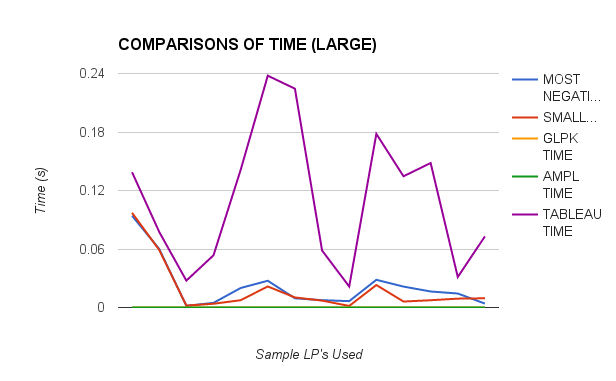 COMPARISONS OF TIME (LARGE)
0.24
0.18
0.12
0.06
0
Time (s)
Sample LP's Used
MOST
NEGATI...
SMALL...
GLPK
TIME
AMPL
TIME
TABLEAU
TIME